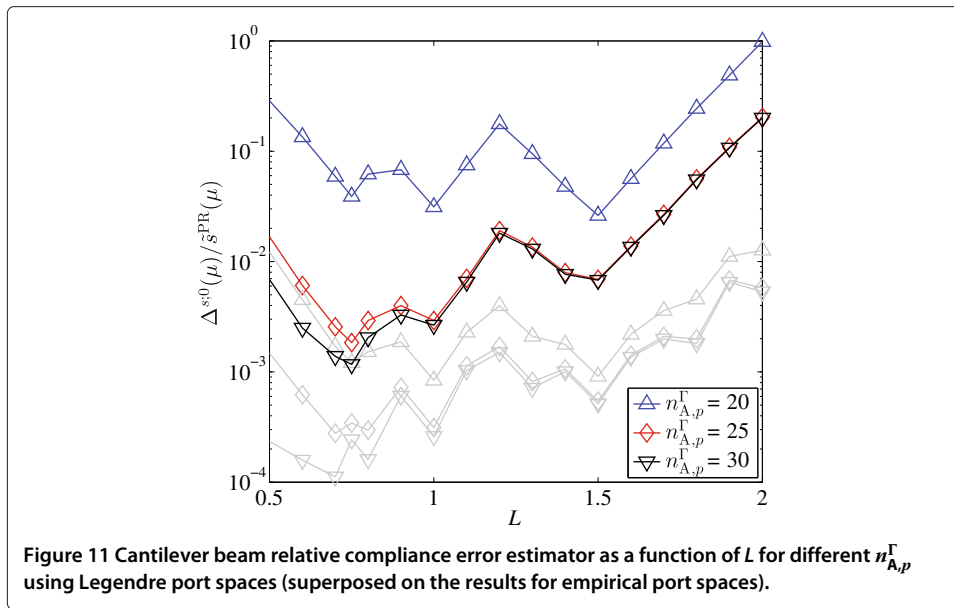 10⁰
10⁻¹
10⁻²
10⁻³
10⁻⁴
Δ^{s;0}(μ)/s̃^{PR}(μ)
0.5
1
1.5
2
L
n^Γ_{A,p} = 20
n^Γ_{A,p} = 25
n^Γ_{A,p} = 30
Figure 11 Cantilever beam relative compliance error estimator as a function of L for different n^Γ_{A,p}
using Legendre port spaces (superposed on the results for empirical port spaces).